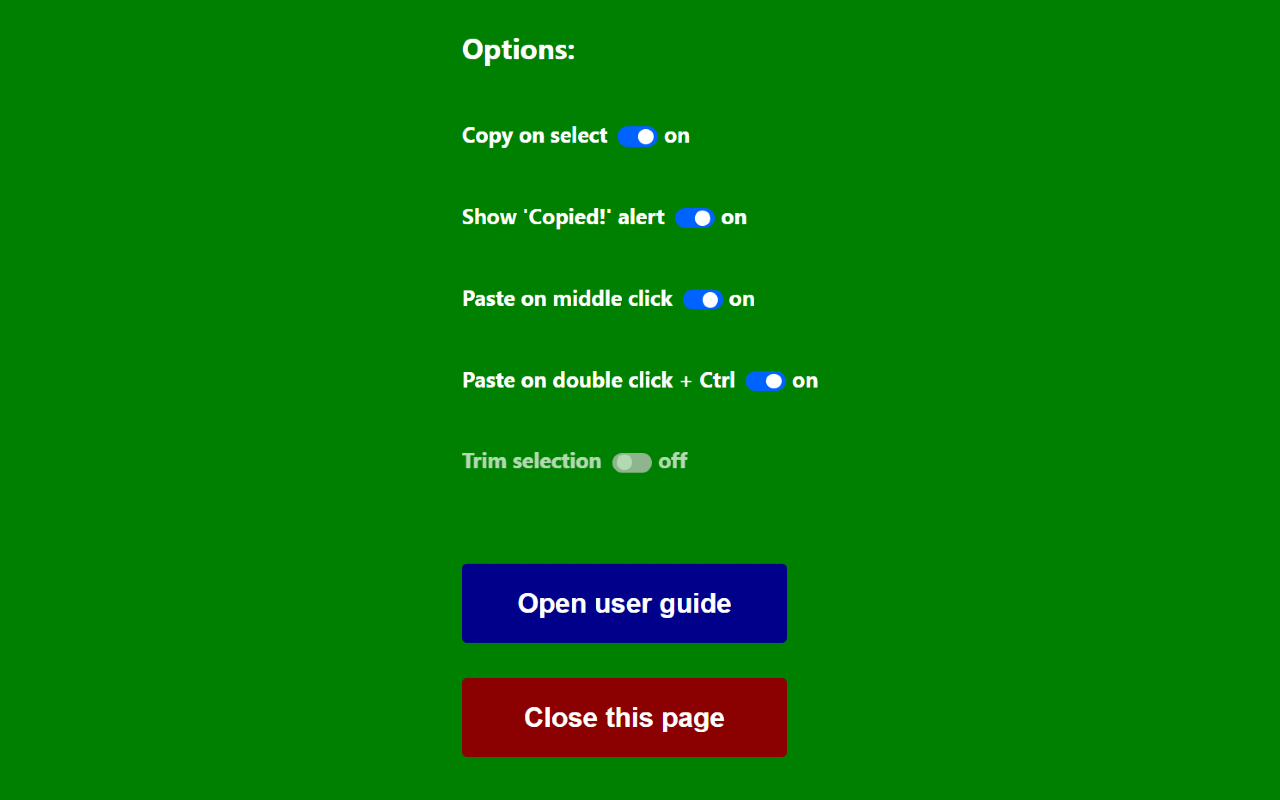 Options:
Copy on select on
Show 'Copied!' alert on
Paste on middle click on
Paste on double click + Ctrl on
Trim selection off
Open user guide
Close this page